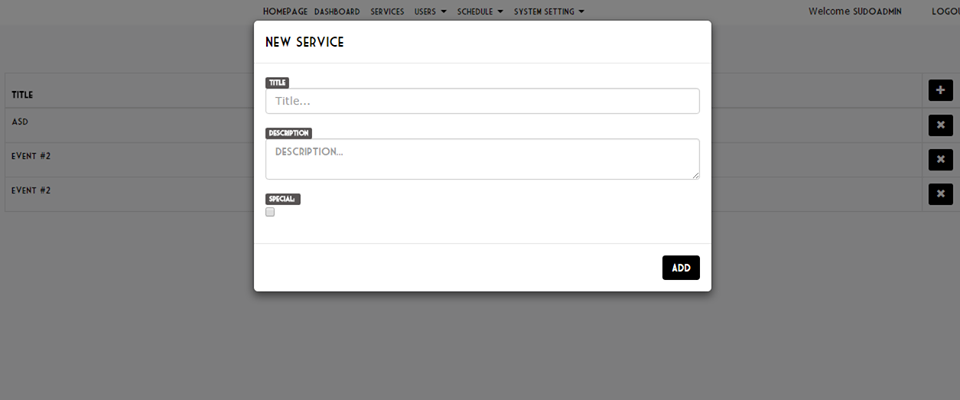 HOMEPAGE DASHBOARD SERVICES USERS SCHEDULE SYSTEM SETTING Welcome SUDOADMIN
NEW SERVICE
TITLE
Title...
DESCRIPTION
DESCRIPTION...
SPECIAL:
ADD
TITLE
ASD
EVENT #2
EVENT #2